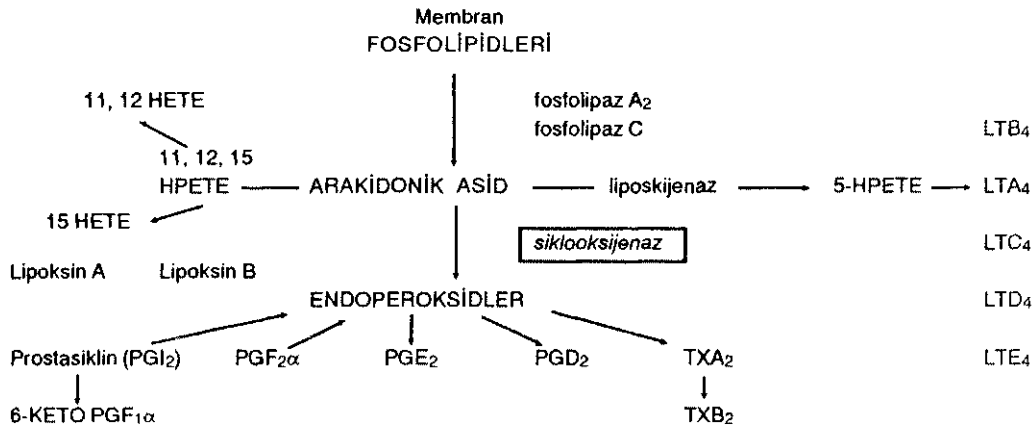 Membran
FOSFOLİPİDLERİ
11, 12 HETE
fosfolipaz A₂
fosfolipaz C
LTB₄
11, 12, 15
HPETE
ARAKİDONİK ASİD
liposkijenaz
5-HPETE
LTA₄
15 HETE
siklooksijenaz
LTC₄
Lipoksin A
Lipoksin B
ENDOPEROKSİDLER
LTD₄
Prostasiklin (PGI₂)
PGF₂α
PGE₂
PGD₂
TXA₂
LTE₄
6-KETO PGF₁α
TXB₂